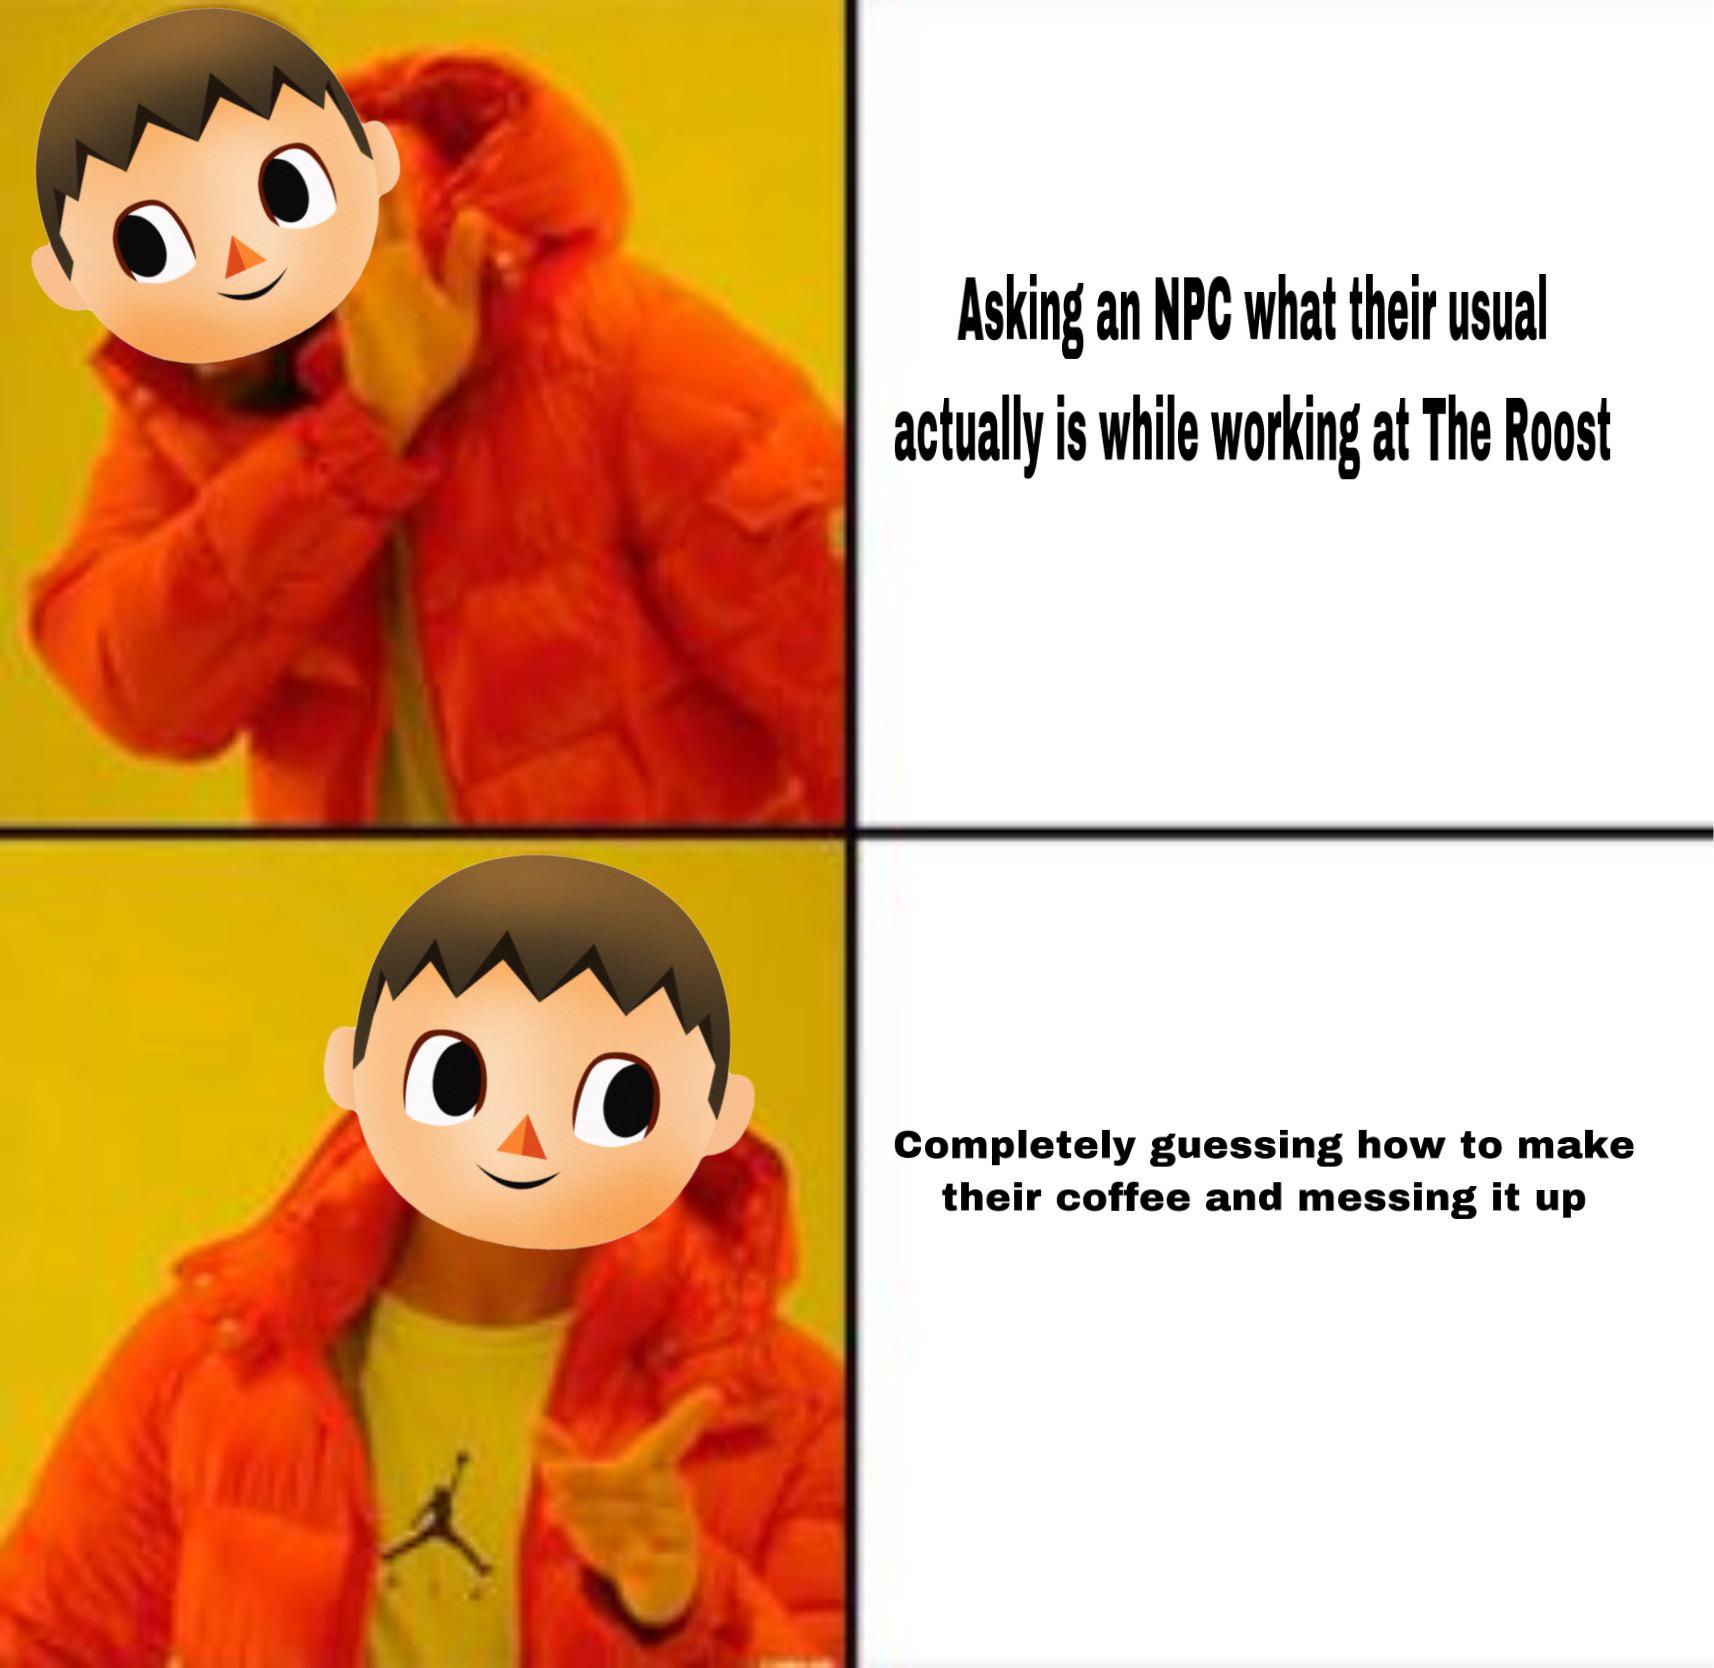 Asking an NPC what their usual
actually is while working at The Roost
Completely guessing how to make
their coffee and messing it up